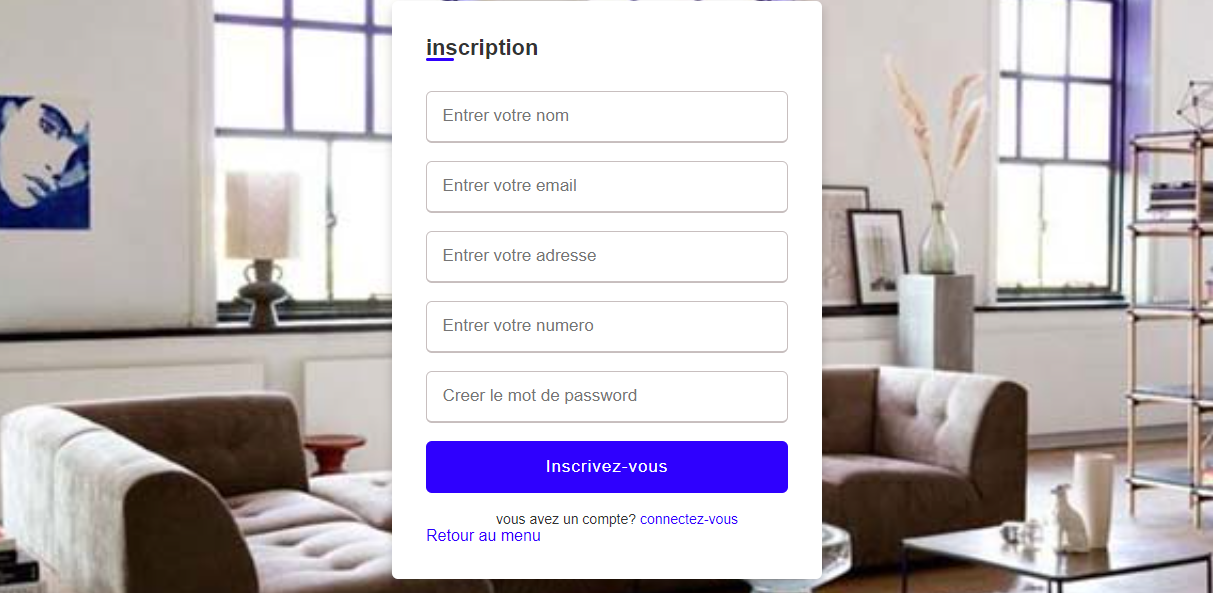 inscription
Entrer votre nom
Entrer votre email
Entrer votre adresse
Entrer votre numero
Creer le mot de password
Inscrivez-vous
vous avez un compte? connectez-vous
Retour au menu